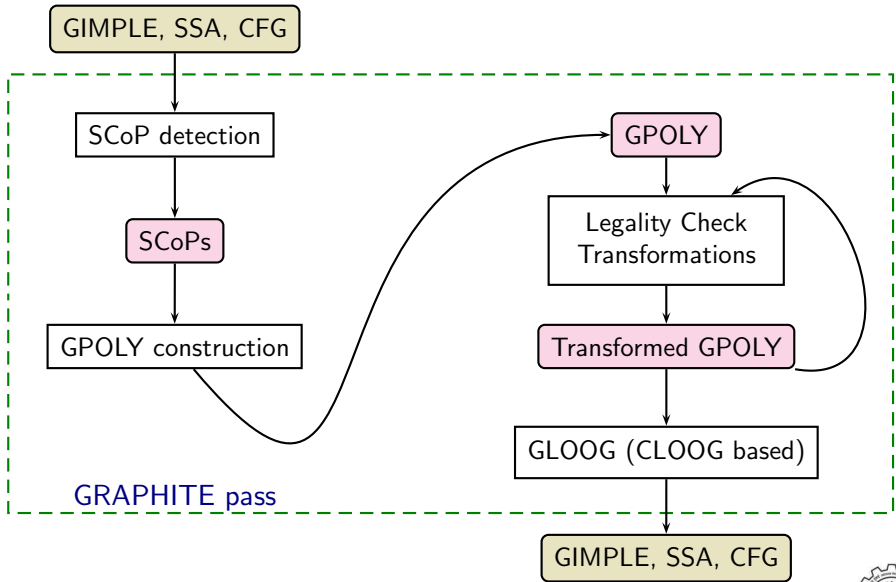 GIMPLE, SSA, CFG
SCoP detection
SCoPs
GPOLY construction
GPOLY
Legality Check
Transformations
Transformed GPOLY
GLOOG (CLOOG based)
GRAPHITE pass
GIMPLE, SSA, CFG